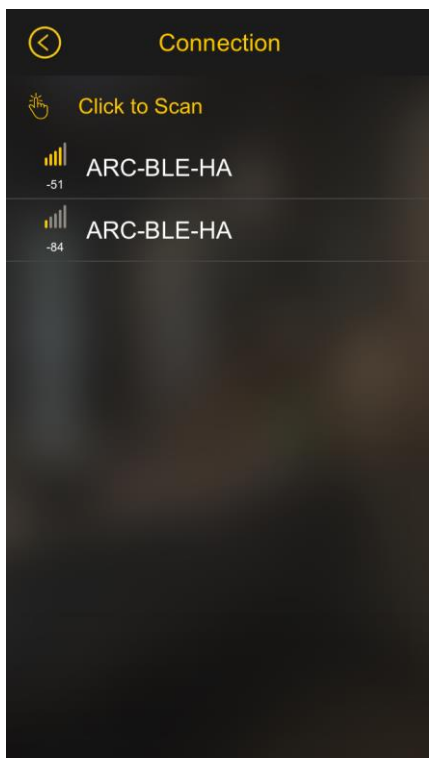 Connection
Click to Scan
ARC-BLE-HA
-51
ARC-BLE-HA
-84